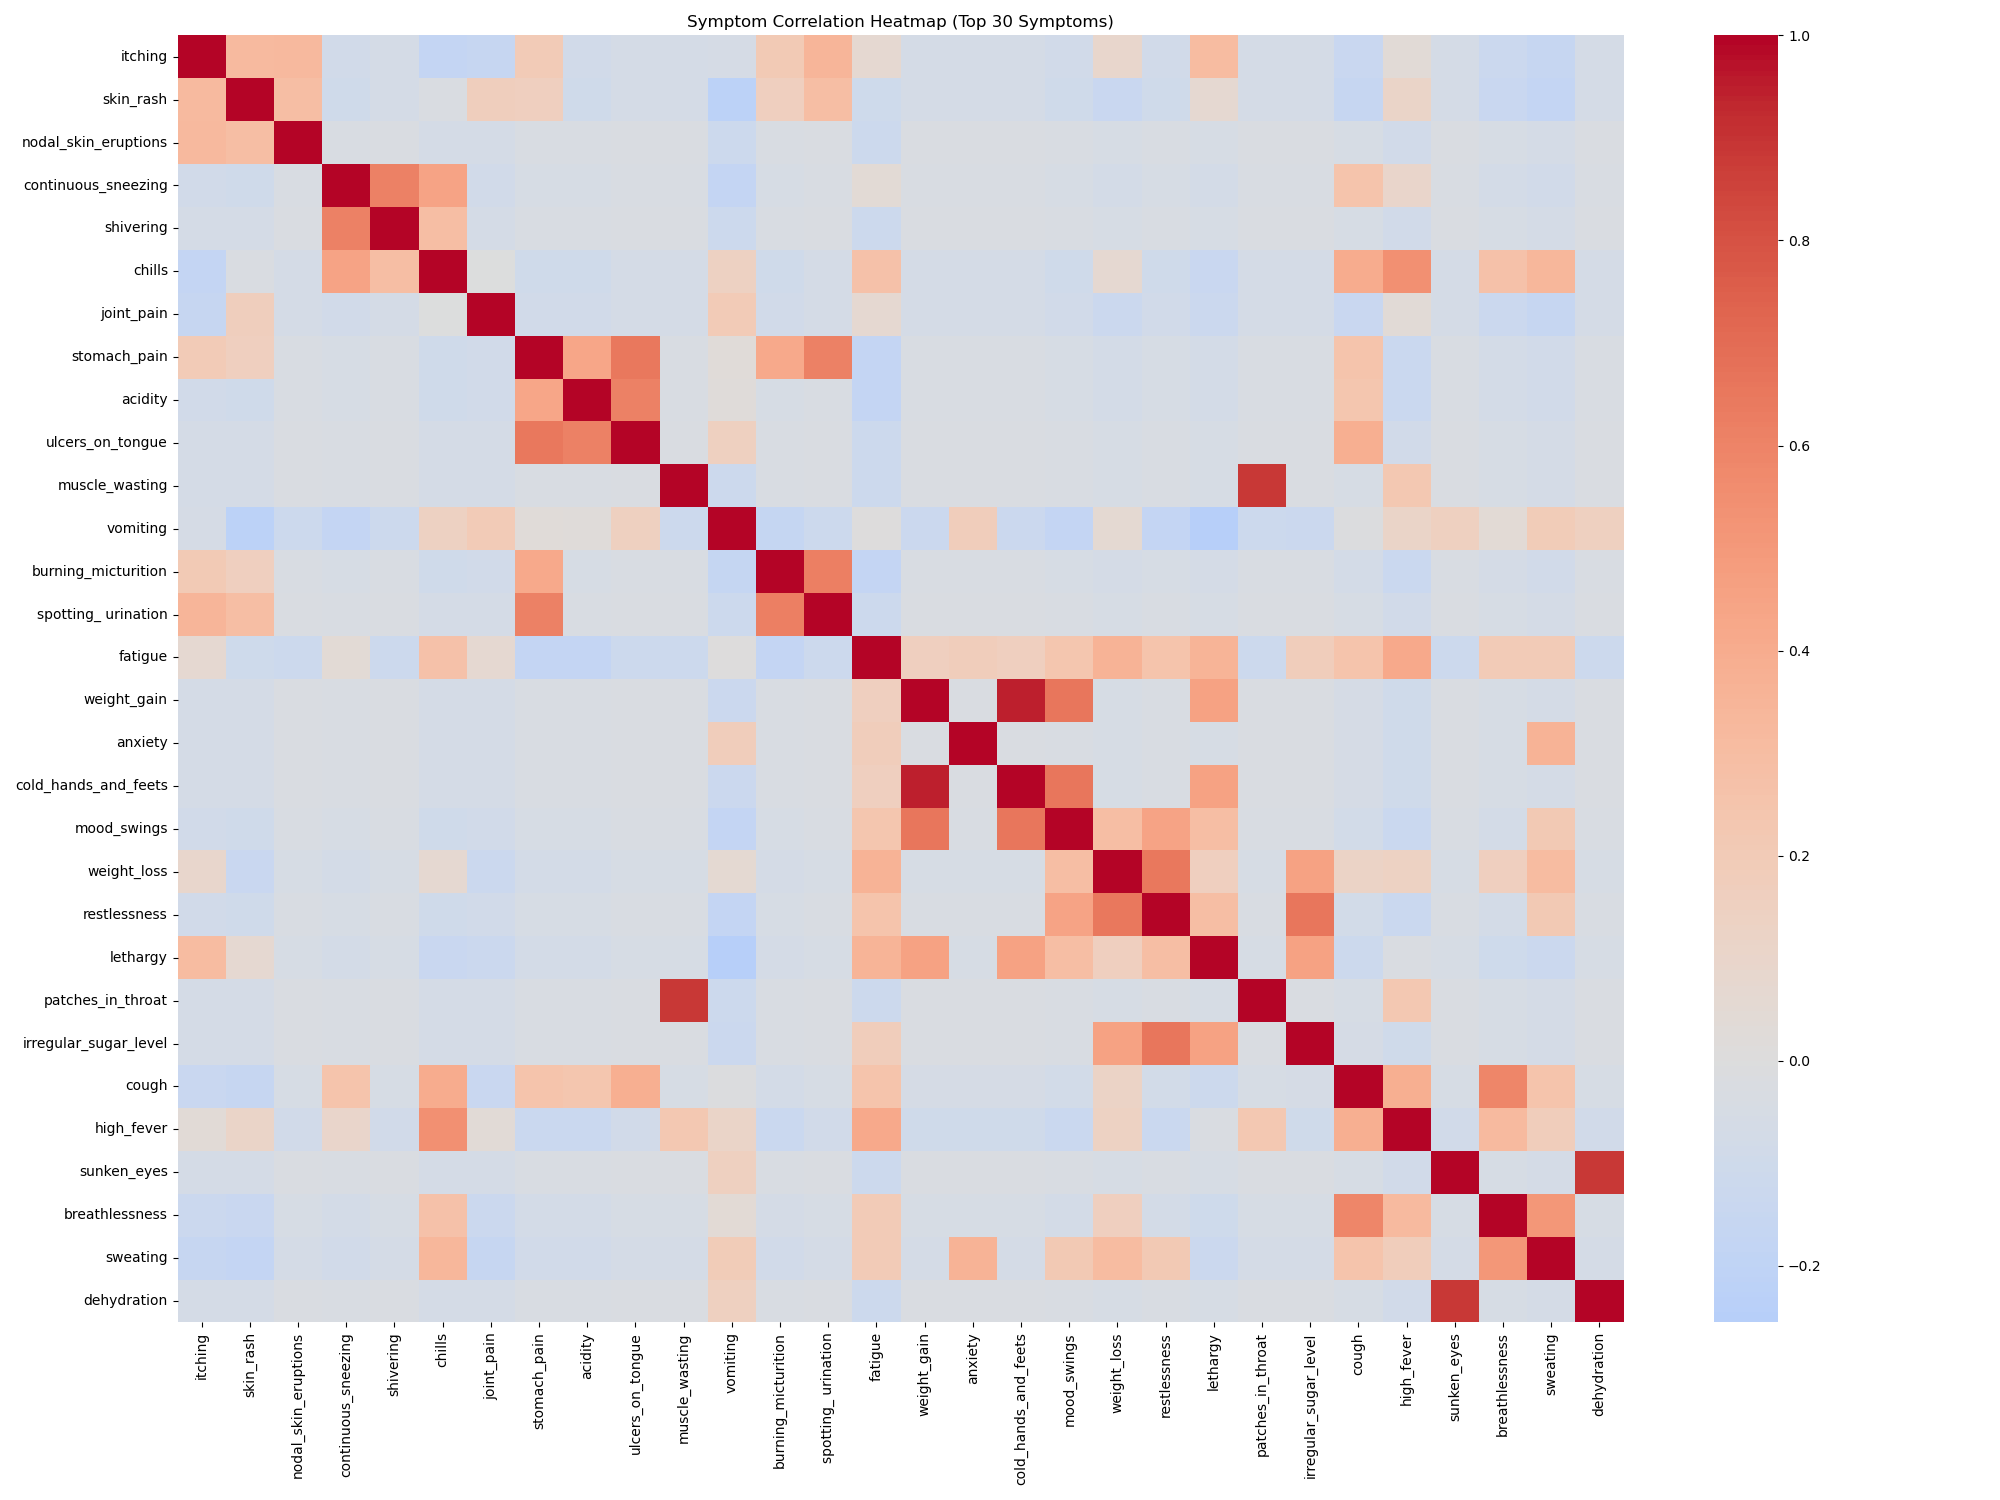 Symptom Correlation Heatmap (Top 30 Symptoms)
itching
skin_rash
nodal_skin_eruptions
continuous_sneezing
shivering
chills
joint_pain
stomach_pain
acidity
ulcers_on_tongue
muscle_wasting
vomiting
burning_micturition
spotting_ urination
fatigue
weight_gain
anxiety
cold_hands_and_feets
mood_swings
weight_loss
restlessness
lethargy
patches_in_throat
irregular_sugar_level
cough
high_fever
sunken_eyes
breathlessness
sweating
dehydration
itching
skin_rash
nodal_skin_eruptions
continuous_sneezing
shivering
chills
joint_pain
stomach_pain
acidity
ulcers_on_tongue
muscle_wasting
vomiting
burning_micturition
spotting_ urination
fatigue
weight_gain
anxiety
cold_hands_and_feets
mood_swings
weight_loss
restlessness
lethargy
patches_in_throat
irregular_sugar_level
cough
high_fever
sunken_eyes
breathlessness
sweating
dehydration
1.0
0.8
0.6
0.4
0.2
0.0
−0.2